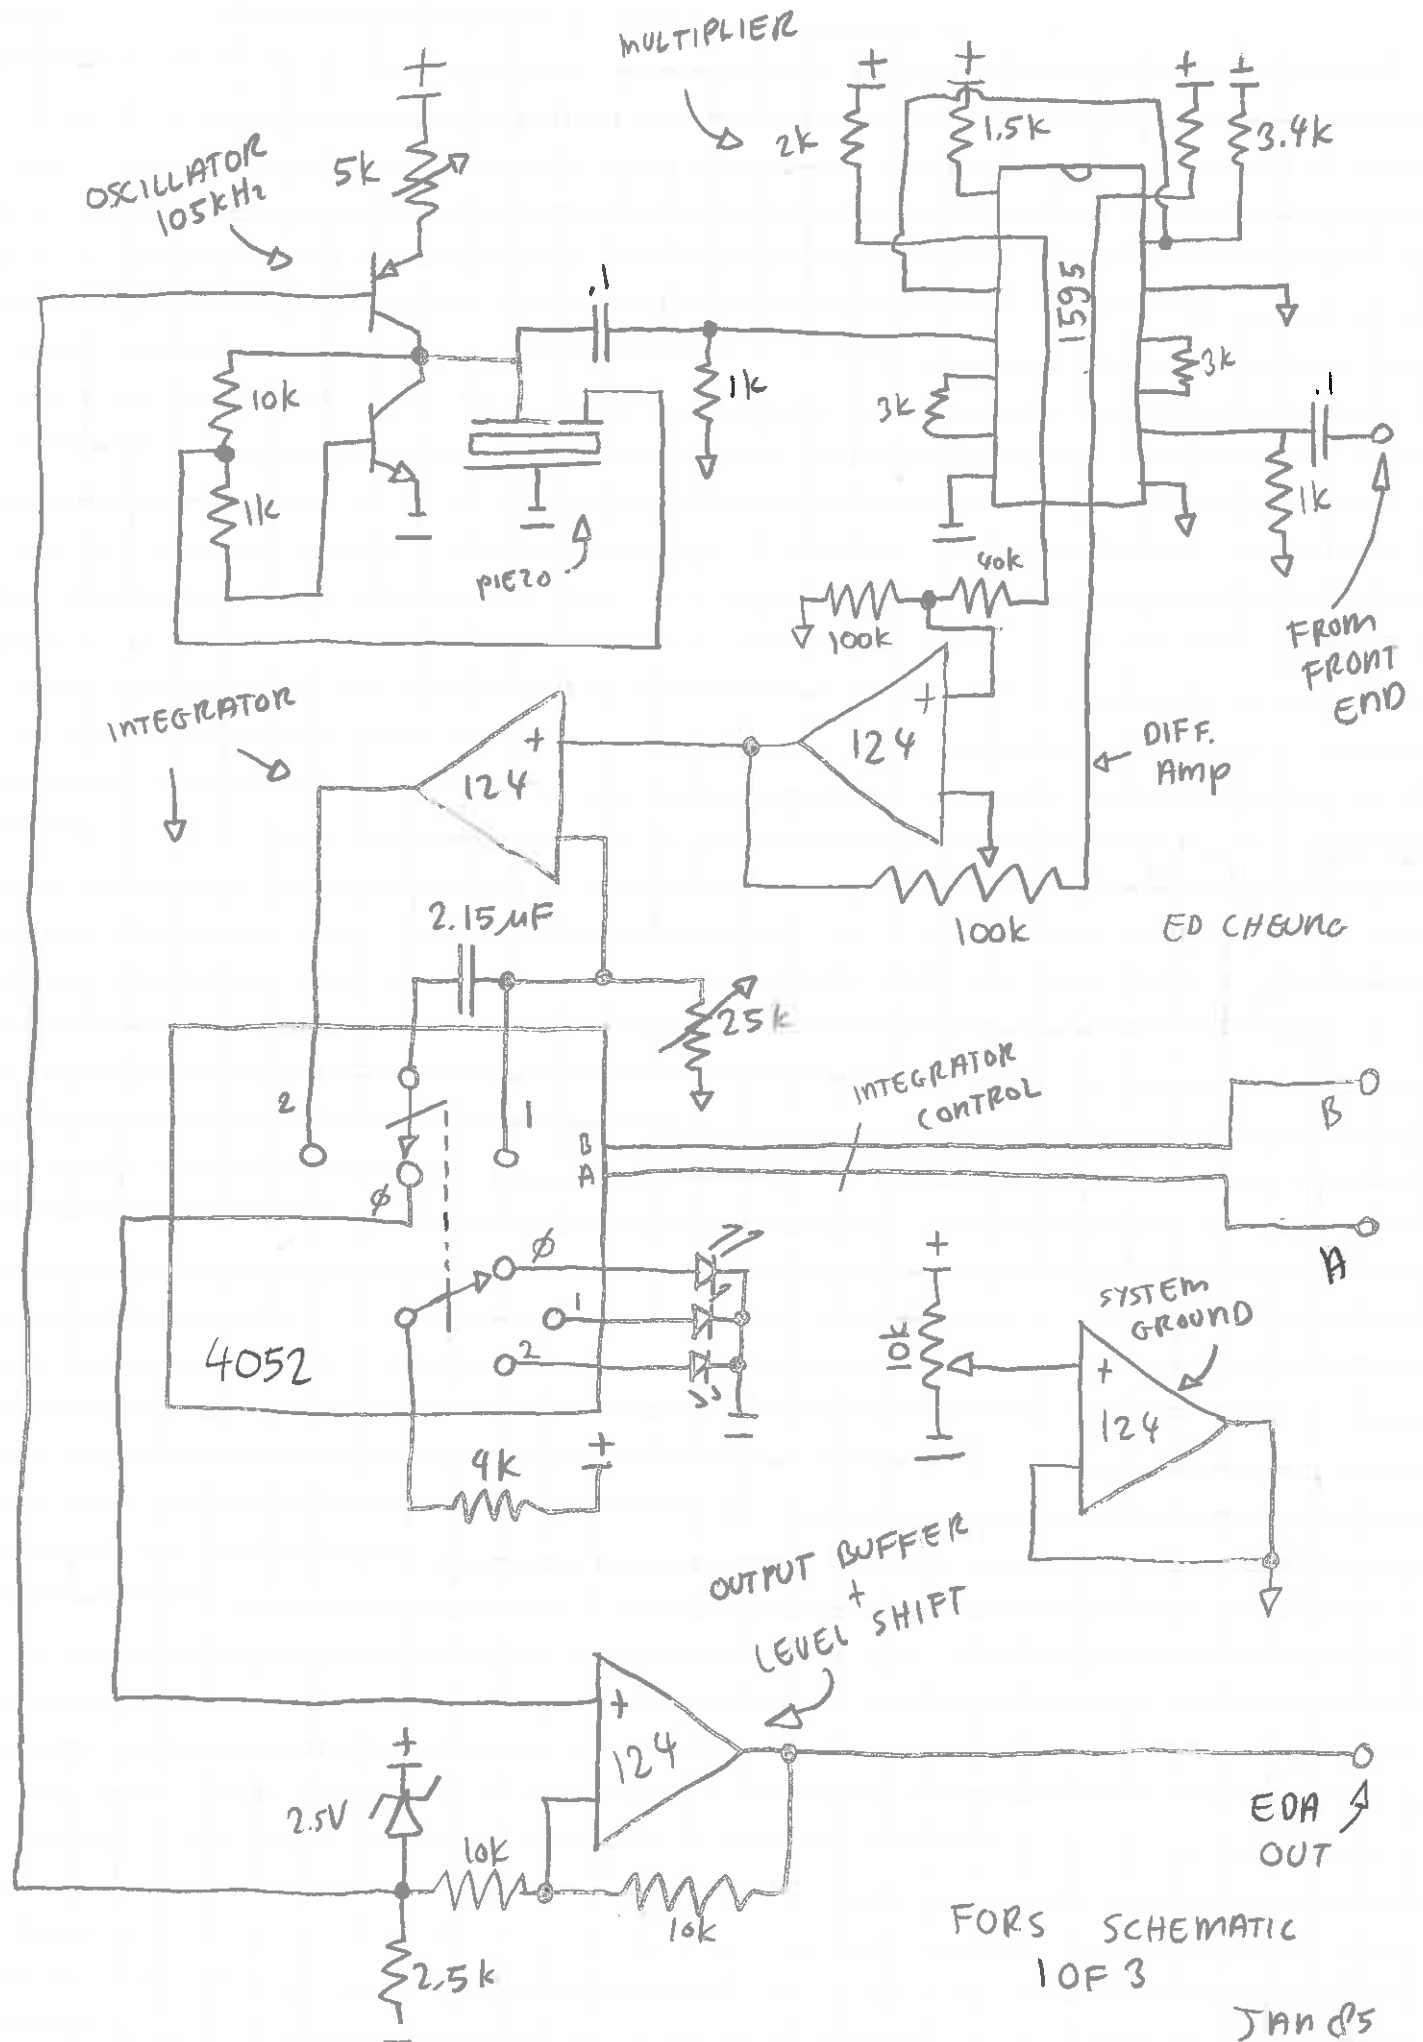 MULTIPLIER
OSCILLATOR
105kHz
5k
2k
1.5k
3.4k
1595
.1
10k
1k
1k
3k
3k
.1
1k
PIEZO
40k
100k
FROM
FRONT
END
INTEGRATOR
+
124
+
124
DIFF.
Amp
100k
ED CHEUNG
2.15µF
25k
INTEGRATOR
CONTROL
2
1
B
A
B
A
ø
ø
1
2
4052
9k
10k
SYSTEM
GROUND
+
124
OUTPUT BUFFER
+
LEVEL SHIFT
+
124
2.5V
10k
10k
2.5k
EDA
OUT
FORS SCHEMATIC
1 OF 3
JAN 85